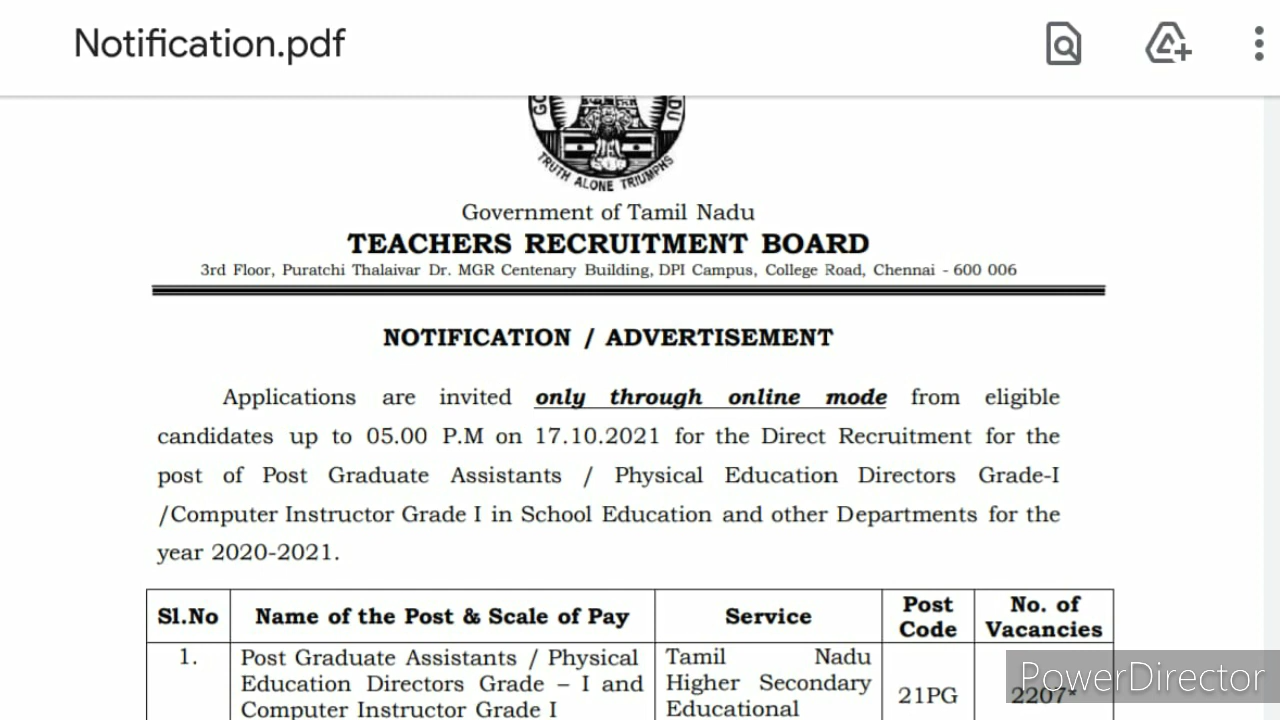 Notification.pdf
TRUTH ALONE TRIUMPHS
Government of Tamil Nadu
TEACHERS RECRUITMENT BOARD
3rd Floor, Puratchi Thalaivar Dr. MGR Centenary Building, DPI Campus, College Road, Chennai - 600 006
NOTIFICATION / ADVERTISEMENT
Applications are invited only through online mode from eligible
candidates up to 05.00 P.M on 17.10.2021 for the Direct Recruitment for the
post of Post Graduate Assistants / Physical Education Directors Grade-I
/Computer Instructor Grade I in School Education and other Departments for the
year 2020-2021.
Sl.No Name of the Post & Scale of Pay Service Post Code No. of Vacancies
1. Post Graduate Assistants / Physical Tamil Nadu
Education Directors Grade – I and Higher Secondary 21PG 2207*
Computer Instructor Grade I Educational
PowerDirector